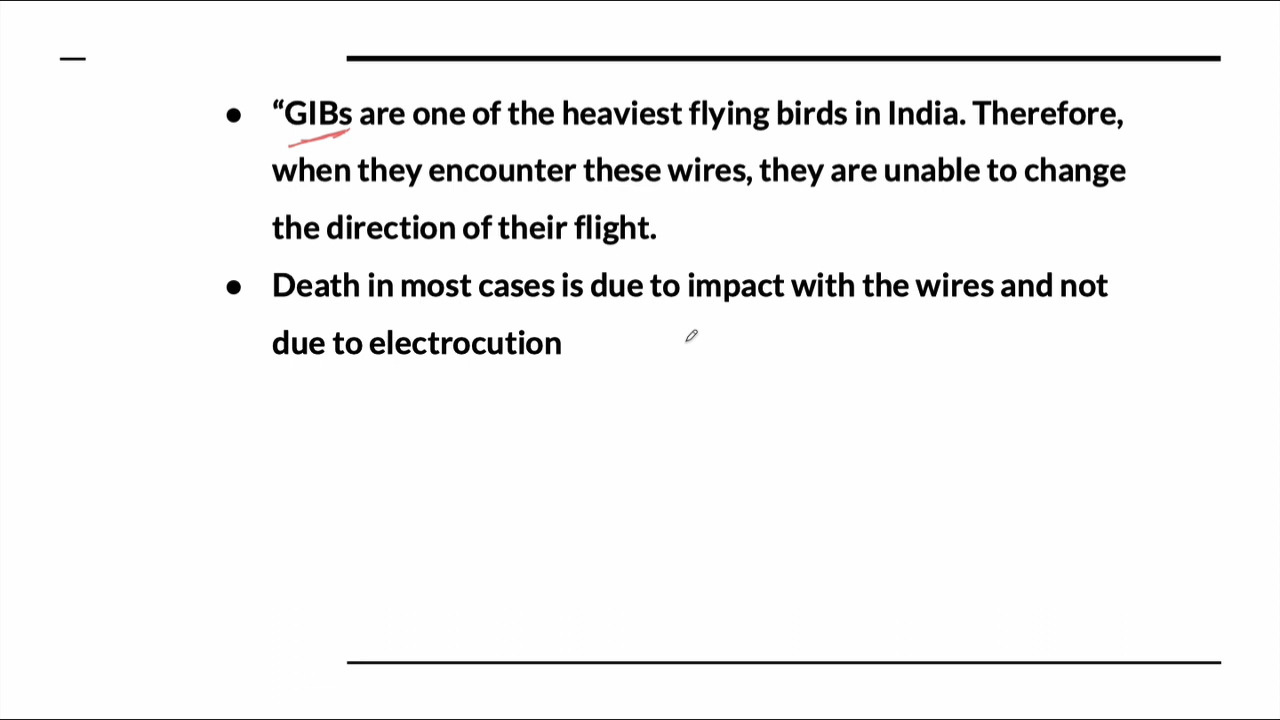 ● “GIBs are one of the heaviest flying birds in India. Therefore,
when they encounter these wires, they are unable to change
the direction of their flight.
● Death in most cases is due to impact with the wires and not
due to electrocution